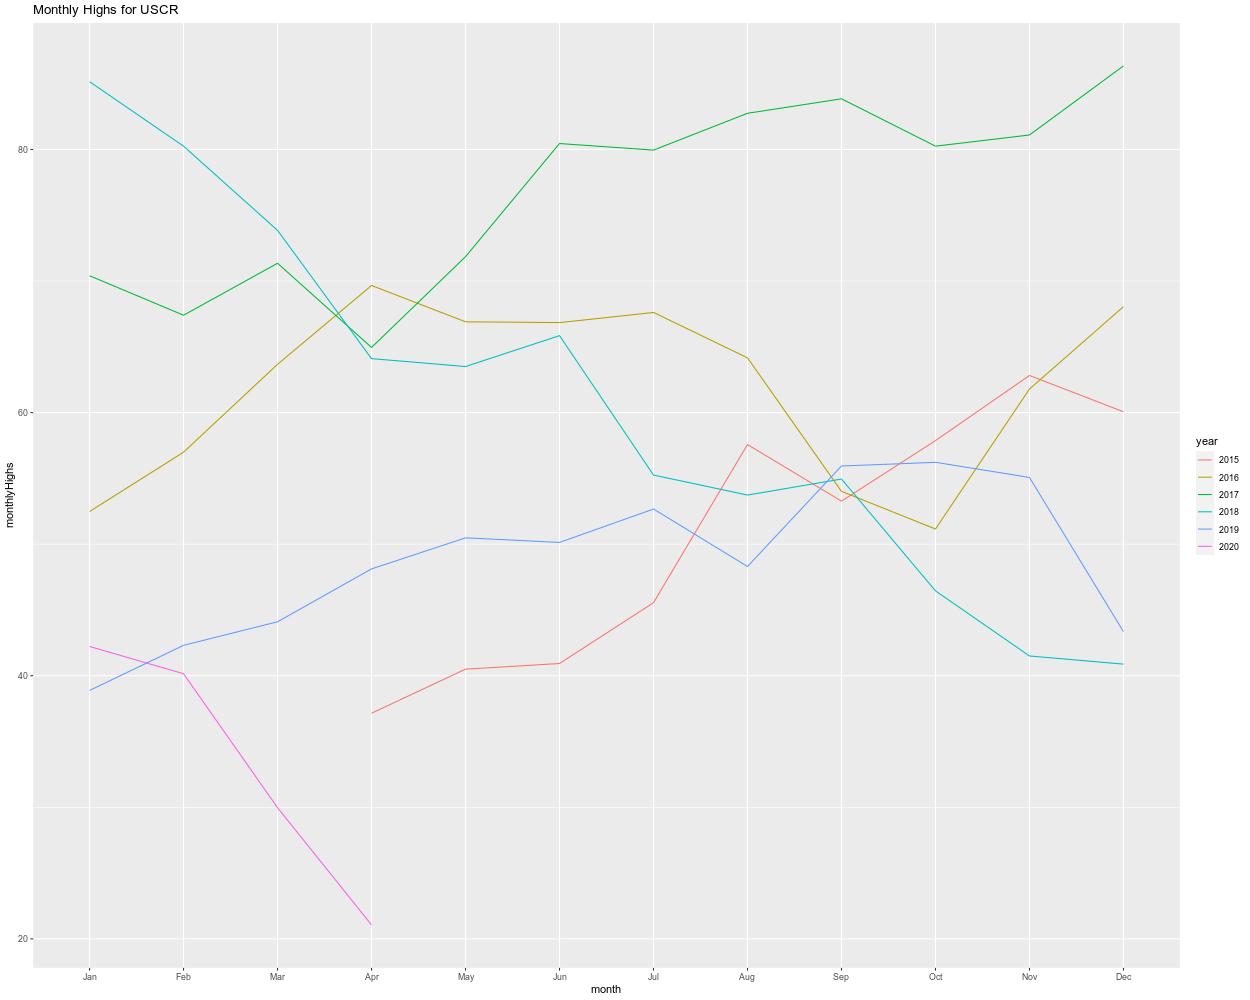 Monthly Highs for USCR
80
60
40
20
monthlyHighs
Jan Feb Mar Apr May Jun Jul Aug Sep Oct Nov Dec
month
year
2015
2016
2017
2018
2019
2020